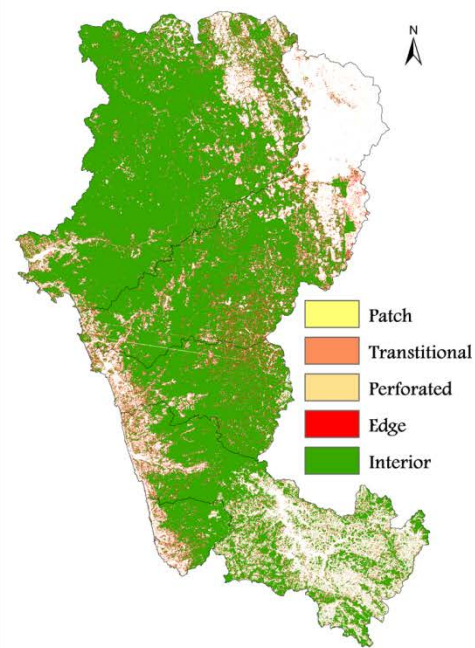 N
Patch
Transtitional
Perforated
Edge
Interior